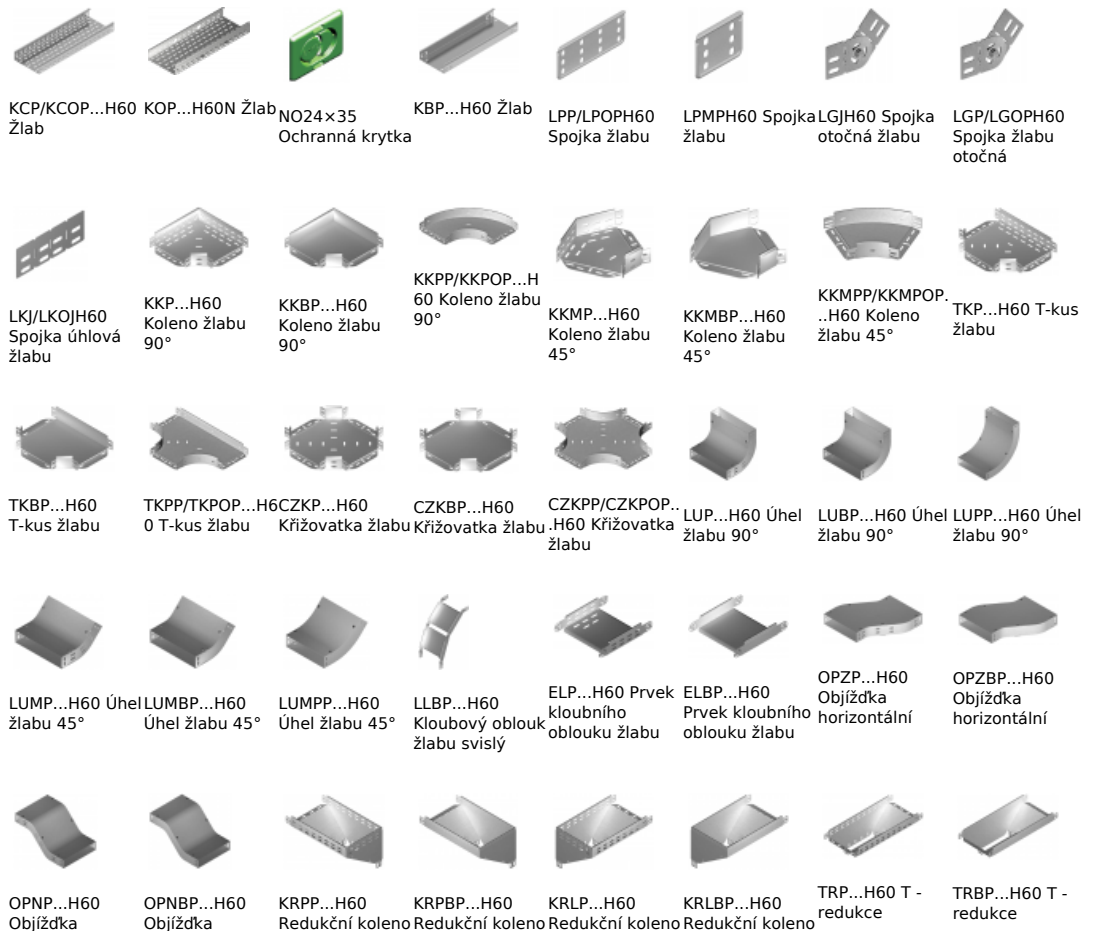 KCP/KCOP...H60
Žlab
KOP...H60N Žlab
NO24×35
Ochranná krytka
KBP...H60 Žlab
LPP/LPOPH60
Spojka žlabu
LPMPH60 Spojka
žlabu
LGJH60 Spojka
otočná žlabu
LGP/LGOPH60
Spojka žlabu
otočná
LKJ/LKOJH60
Spojka úhlová
žlabu
KKP...H60
Koleno žlabu
90°
KKBP...H60
Koleno žlabu
90°
KKPP/KKPOP...H
60 Koleno žlabu
90°
KKMP...H60
Koleno žlabu
45°
KKMBP...H60
Koleno žlabu
45°
KKMPP/KKMPOP.
..H60 Koleno
žlabu 45°
TKP...H60 T-kus
žlabu
TKBP...H60
T-kus žlabu
TKPP/TKPOP...H6
0 T-kus žlabu
CZKP...H60
Křižovatka žlabu
CZKBP...H60
Křižovatka žlabu
CZKPP/CZKPOP..
.H60 Křižovatka
žlabu
LUP...H60 Úhel
žlabu 90°
LUBP...H60 Úhel
žlabu 90°
LUPP...H60 Úhel
žlabu 90°
LUMP...H60 Úhel
žlabu 45°
LUMBP...H60
Úhel žlabu 45°
LUMPP...H60
Úhel žlabu 45°
LLBP...H60
Kloubový oblouk
žlabu svislý
ELP...H60 Prvek
kloubního
oblouku žlabu
ELBP...H60
Prvek kloubního
oblouku žlabu
OPZP...H60
Objížďka
horizontální
OPZBP...H60
Objížďka
horizontální
OPNP...H60
Objížďka
OPNBP...H60
Objížďka
KRPP...H60
Redukční koleno
KRPBP...H60
Redukční koleno
KRLP...H60
Redukční koleno
KRLBP...H60
Redukční koleno
TRP...H60 T -
redukce
TRBP...H60 T -
redukce